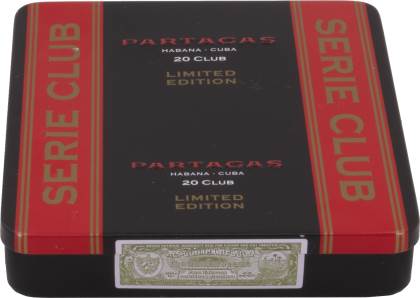 SERIE CLUB
PARTAGAS
HABANA - CUBA
20 CLUB
LIMITED
EDITION
PARTAGAS
HABANA - CUBA
20 CLUB
LIMITED
EDITION
SERIE CLUB